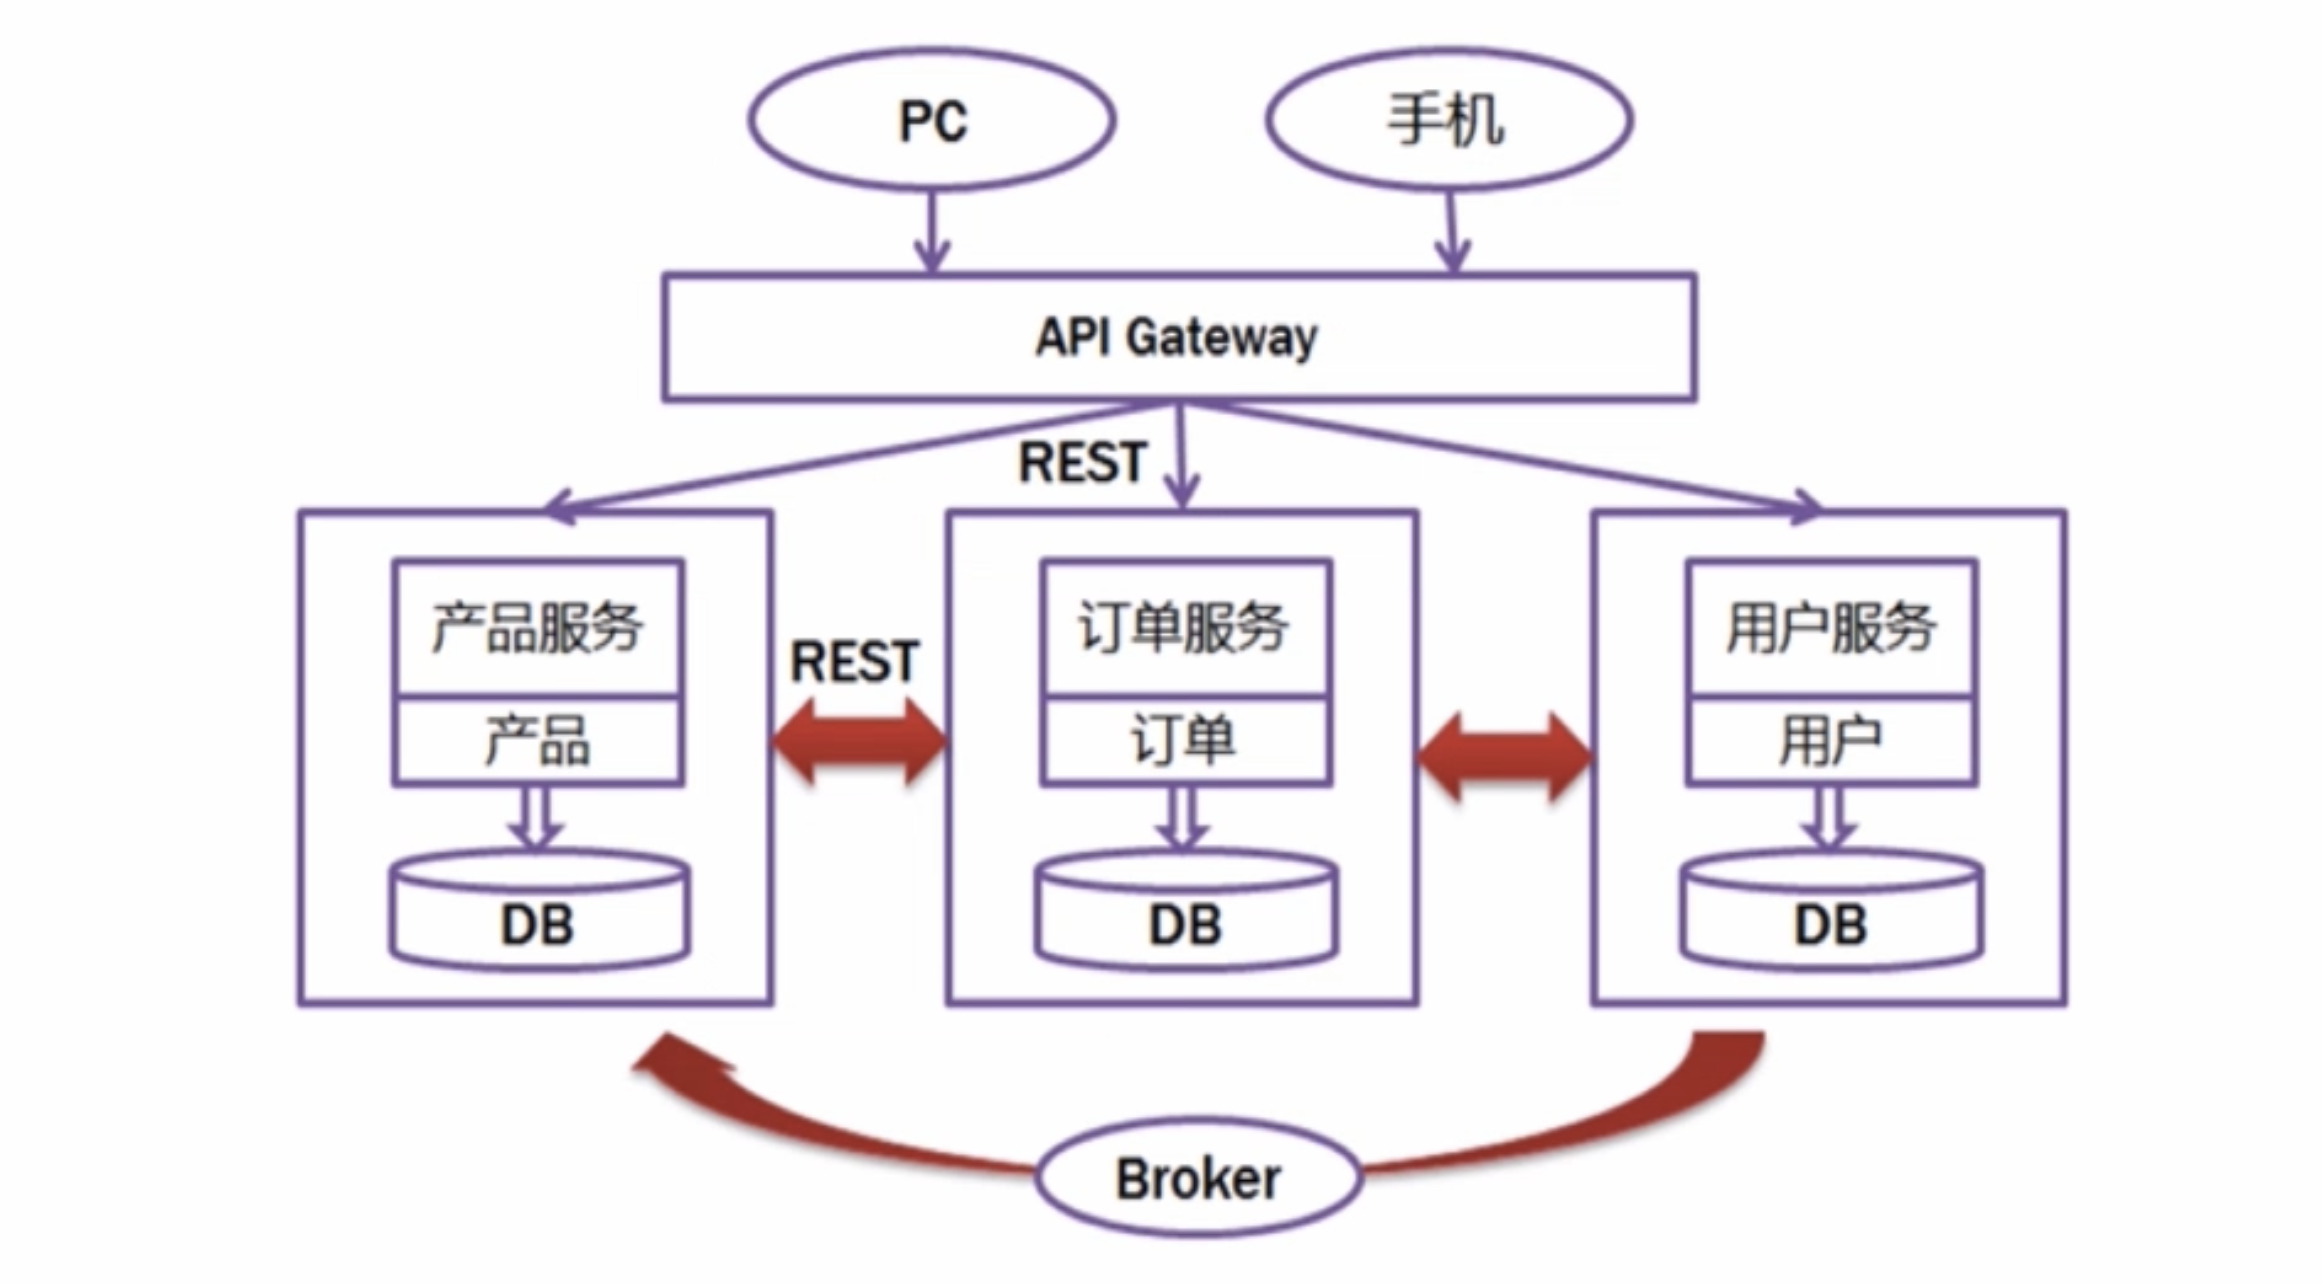 PC
手机
API Gateway
REST
产品服务
订单服务
用户服务
REST
产品
订单
用户
DB
DB
DB
Broker